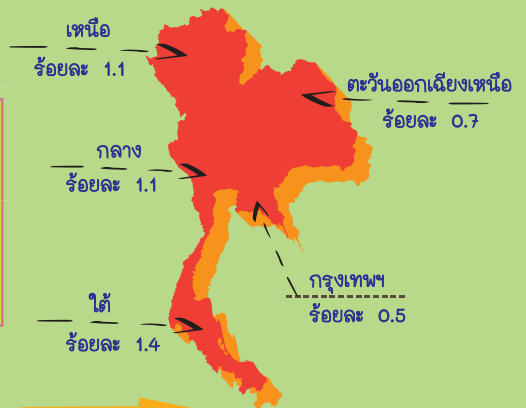 เหนือ
ร้อยละ 1.1
ตะวันออกเฉียงเหนือ
ร้อยละ 0.7
กลาง
ร้อยละ 1.1
กรุงเทพฯ
ร้อยละ 0.5
ใต้
ร้อยละ 1.4